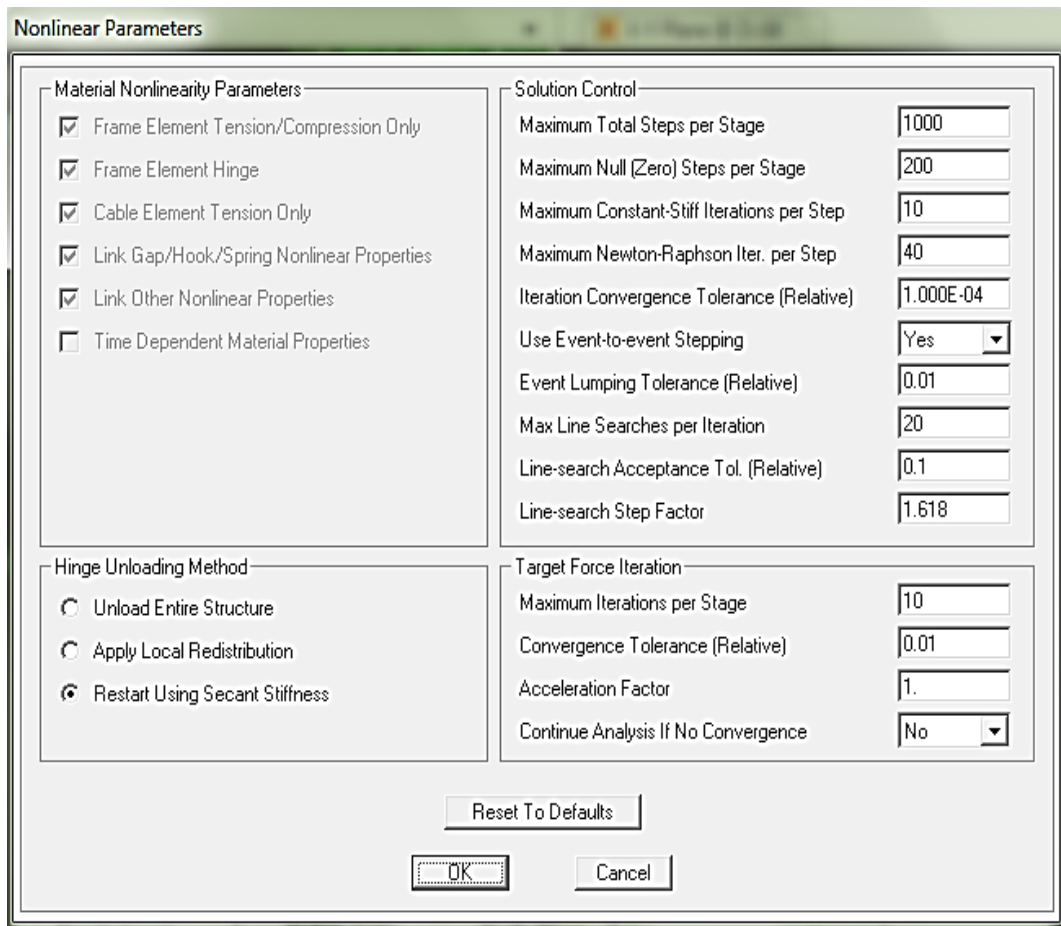 Nonlinear Parameters
Material Nonlinearity Parameters
Frame Element Tension/Compression Only
Frame Element Hinge
Cable Element Tension Only
Link Gap/Hook/Spring Nonlinear Properties
Link Other Nonlinear Properties
Time Dependent Material Properties
Solution Control
Maximum Total Steps per Stage 1000
Maximum Null (Zero) Steps per Stage 200
Maximum Constant-Stiff Iterations per Step 10
Maximum Newton-Raphson Iter. per Step 40
Iteration Convergence Tolerance (Relative) 1.000E-04
Use Event-to-event Stepping Yes
Event Lumping Tolerance (Relative) 0.01
Max Line Searches per Iteration 20
Line-search Acceptance Tol. (Relative) 0.1
Line-search Step Factor 1.618
Hinge Unloading Method
Unload Entire Structure
Apply Local Redistribution
Restart Using Secant Stiffness
Target Force Iteration
Maximum Iterations per Stage 10
Convergence Tolerance (Relative) 0.01
Acceleration Factor 1.
Continue Analysis If No Convergence No
Reset To Defaults
OK Cancel